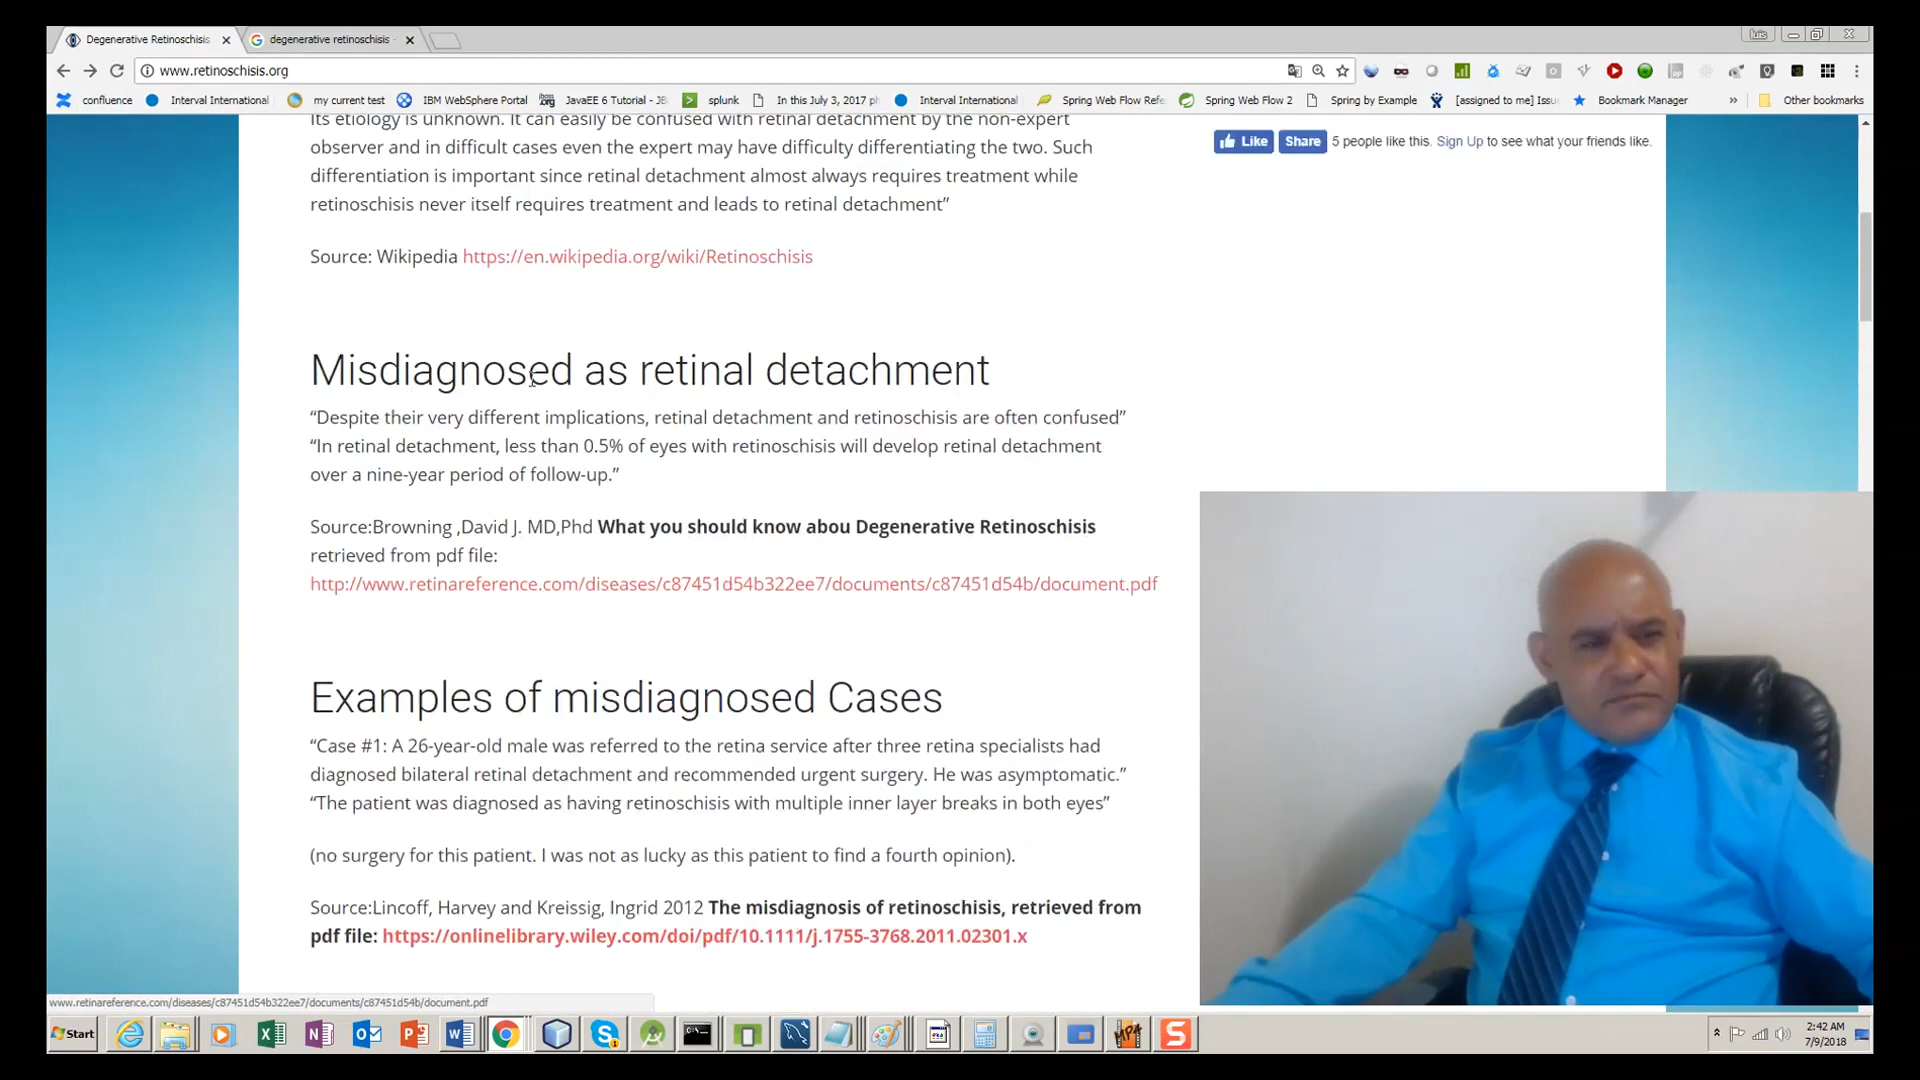 Degenerative Retinoschisis
degenerative retinoschisis -
luis
www.retinoschisis.org
confluence
Interval International
my current test
IBM WebSphere Portal
JavaEE 6 Tutorial - JB
splunk
In this July 3, 2017 ph
Interval International
Spring Web Flow Refe
Spring Web Flow 2
Spring by Example
[assigned to me] Issu
Bookmark Manager
»
Other bookmarks
Its etiology is unknown. It can easily be confused with retinal detachment by the non-expert
observer and in difficult cases even the expert may have difficulty differentiating the two. Such
differentiation is important since retinal detachment almost always requires treatment while
retinoschisis never itself requires treatment and leads to retinal detachment”
Like
Share
5 people like this. Sign Up to see what your friends like.
Source: Wikipedia https://en.wikipedia.org/wiki/Retinoschisis
Misdiagnosed as retinal detachment
“Despite their very different implications, retinal detachment and retinoschisis are often confused”
“In retinal detachment, less than 0.5% of eyes with retinoschisis will develop retinal detachment
over a nine-year period of follow-up.”
Source:Browning ,David J. MD,Phd What you should know abou Degenerative Retinoschisis
retrieved from pdf file:
http://www.retinareference.com/diseases/c87451d54b322ee7/documents/c87451d54b/document.pdf
Examples of misdiagnosed Cases
“Case #1: A 26-year-old male was referred to the retina service after three retina specialists had
diagnosed bilateral retinal detachment and recommended urgent surgery. He was asymptomatic.”
“The patient was diagnosed as having retinoschisis with multiple inner layer breaks in both eyes”
(no surgery for this patient. I was not as lucky as this patient to find a fourth opinion).
Source:Lincoff, Harvey and Kreissig, Ingrid 2012 The misdiagnosis of retinoschisis, retrieved from
pdf file: https://onlinelibrary.wiley.com/doi/pdf/10.1111/j.1755-3768.2011.02301.x
www.retinareference.com/diseases/c87451d54b322ee7/documents/c87451d54b/document.pdf
Start
2:42 AM
7/9/2018